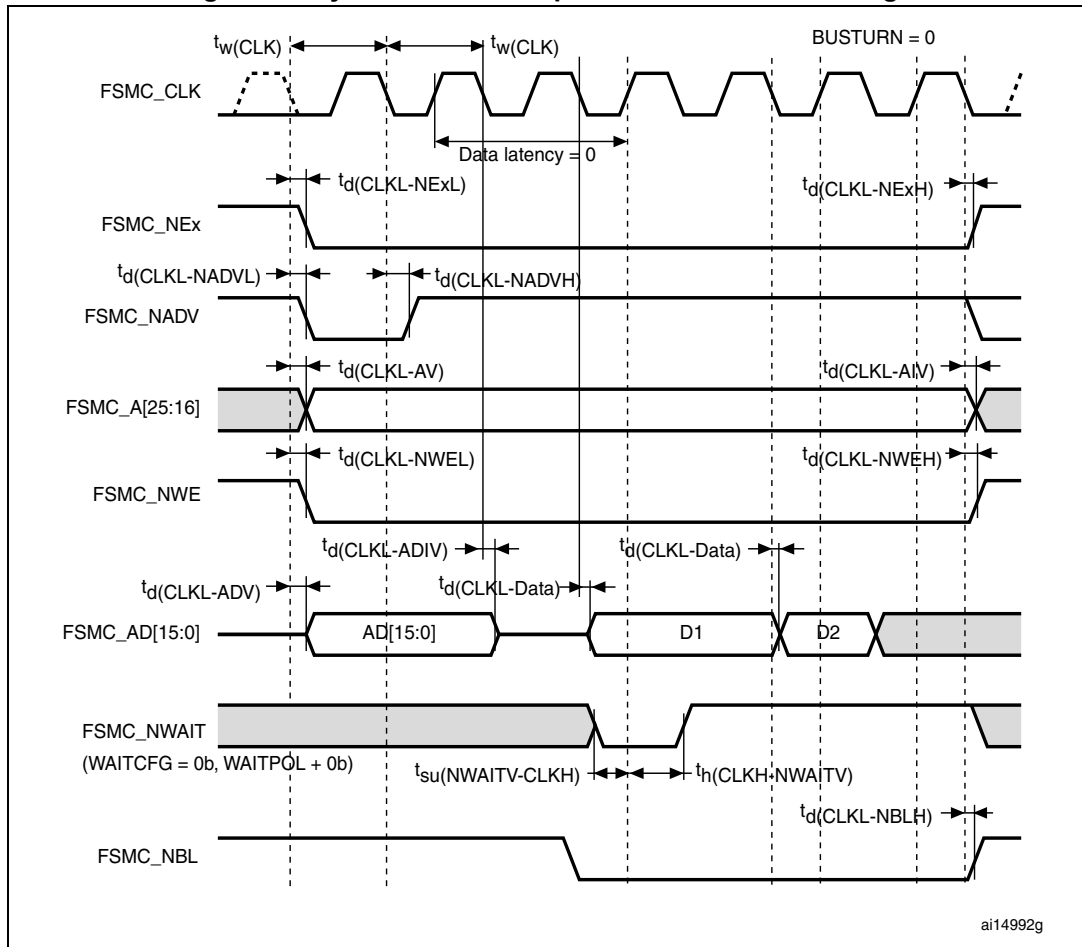 tw(CLK) tw(CLK) BUSTURN = 0
FSMC_CLK
Data latency = 0
td(CLKL-NExL) td(CLKL-NExH)
FSMC_NEx
td(CLKL-NADVL) td(CLKL-NADVH)
FSMC_NADV
td(CLKL-AV) td(CLKL-AIV)
FSMC_A[25:16]
td(CLKL-NWEL) td(CLKL-NWEH)
FSMC_NWE
td(CLKL-ADIV) td(CLKL-Data)
td(CLKL-ADV) td(CLKL-Data)
FSMC_AD[15:0] AD[15:0] D1 D2
FSMC_NWAIT
(WAITCFG = 0b, WAITPOL + 0b)
tsu(NWAITV-CLKH) th(CLKH-NWAITV)
td(CLKL-NBLH)
FSMC_NBL
ai14992g